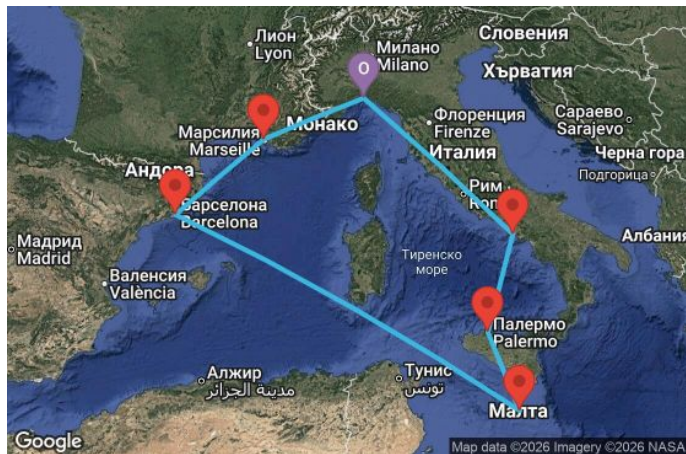 Лион
Lyon
Милано
Milano
Словения
Хърватия
O
Монако
Марсилия
Marseille
Флоренция
Firenze
Сараево
Sarajevo
Италия
Черна гора
Андора
Подгорица
Рим
Барселона
Barcelona
Мадрид
Madrid
Албания
Тиренско
море
Валенсия
València
Палермо
Palermo
Алжир
مدينة الجزائر
Тунис
تونس
Малта
Google
Map data ©2026 Imagery ©2026 NASA